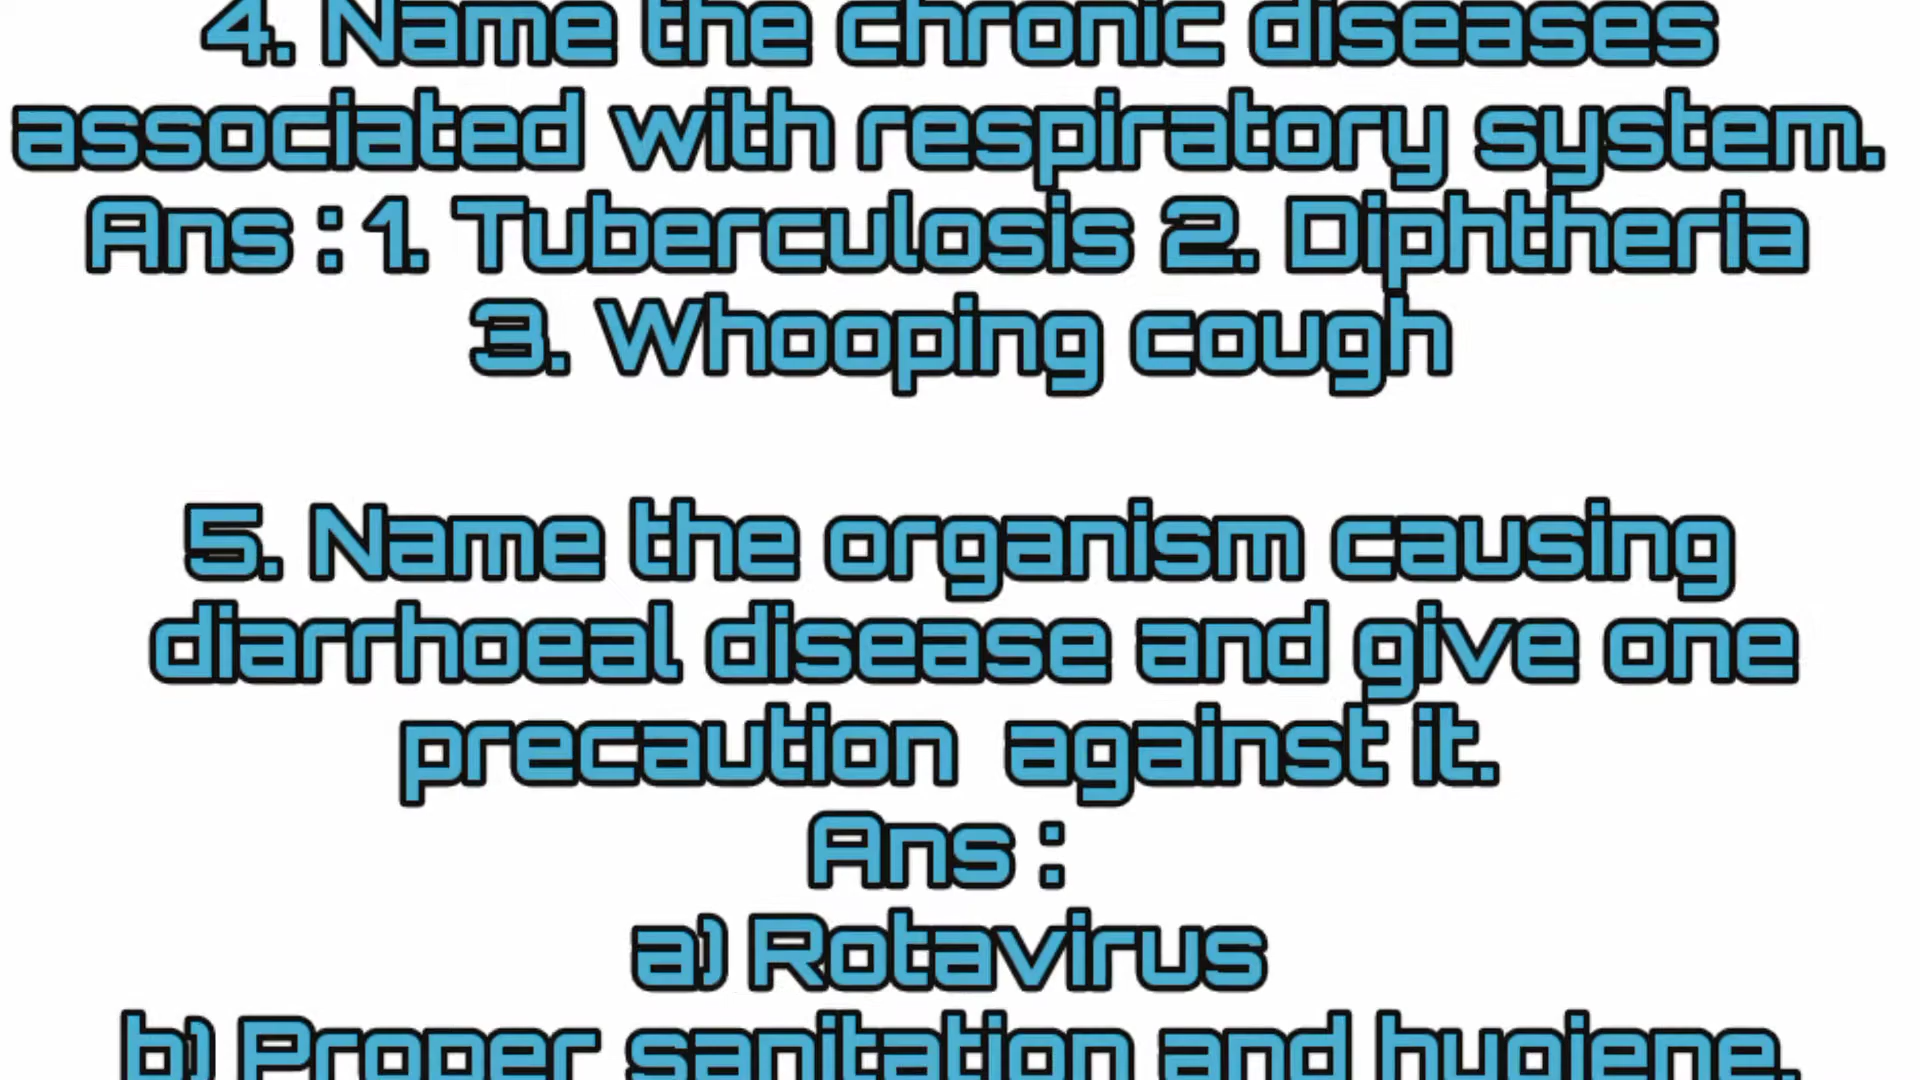 4. Name the chronic diseases
associated with respiratory system.
Ans : 1. Tuberculosis 2. Diphtheria
3. Whooping cough
5. Name the organism causing
diarrhoeal disease and give one
precaution against it.
Ans :
a) Rotavirus
b) Proper sanitation and hygiene.